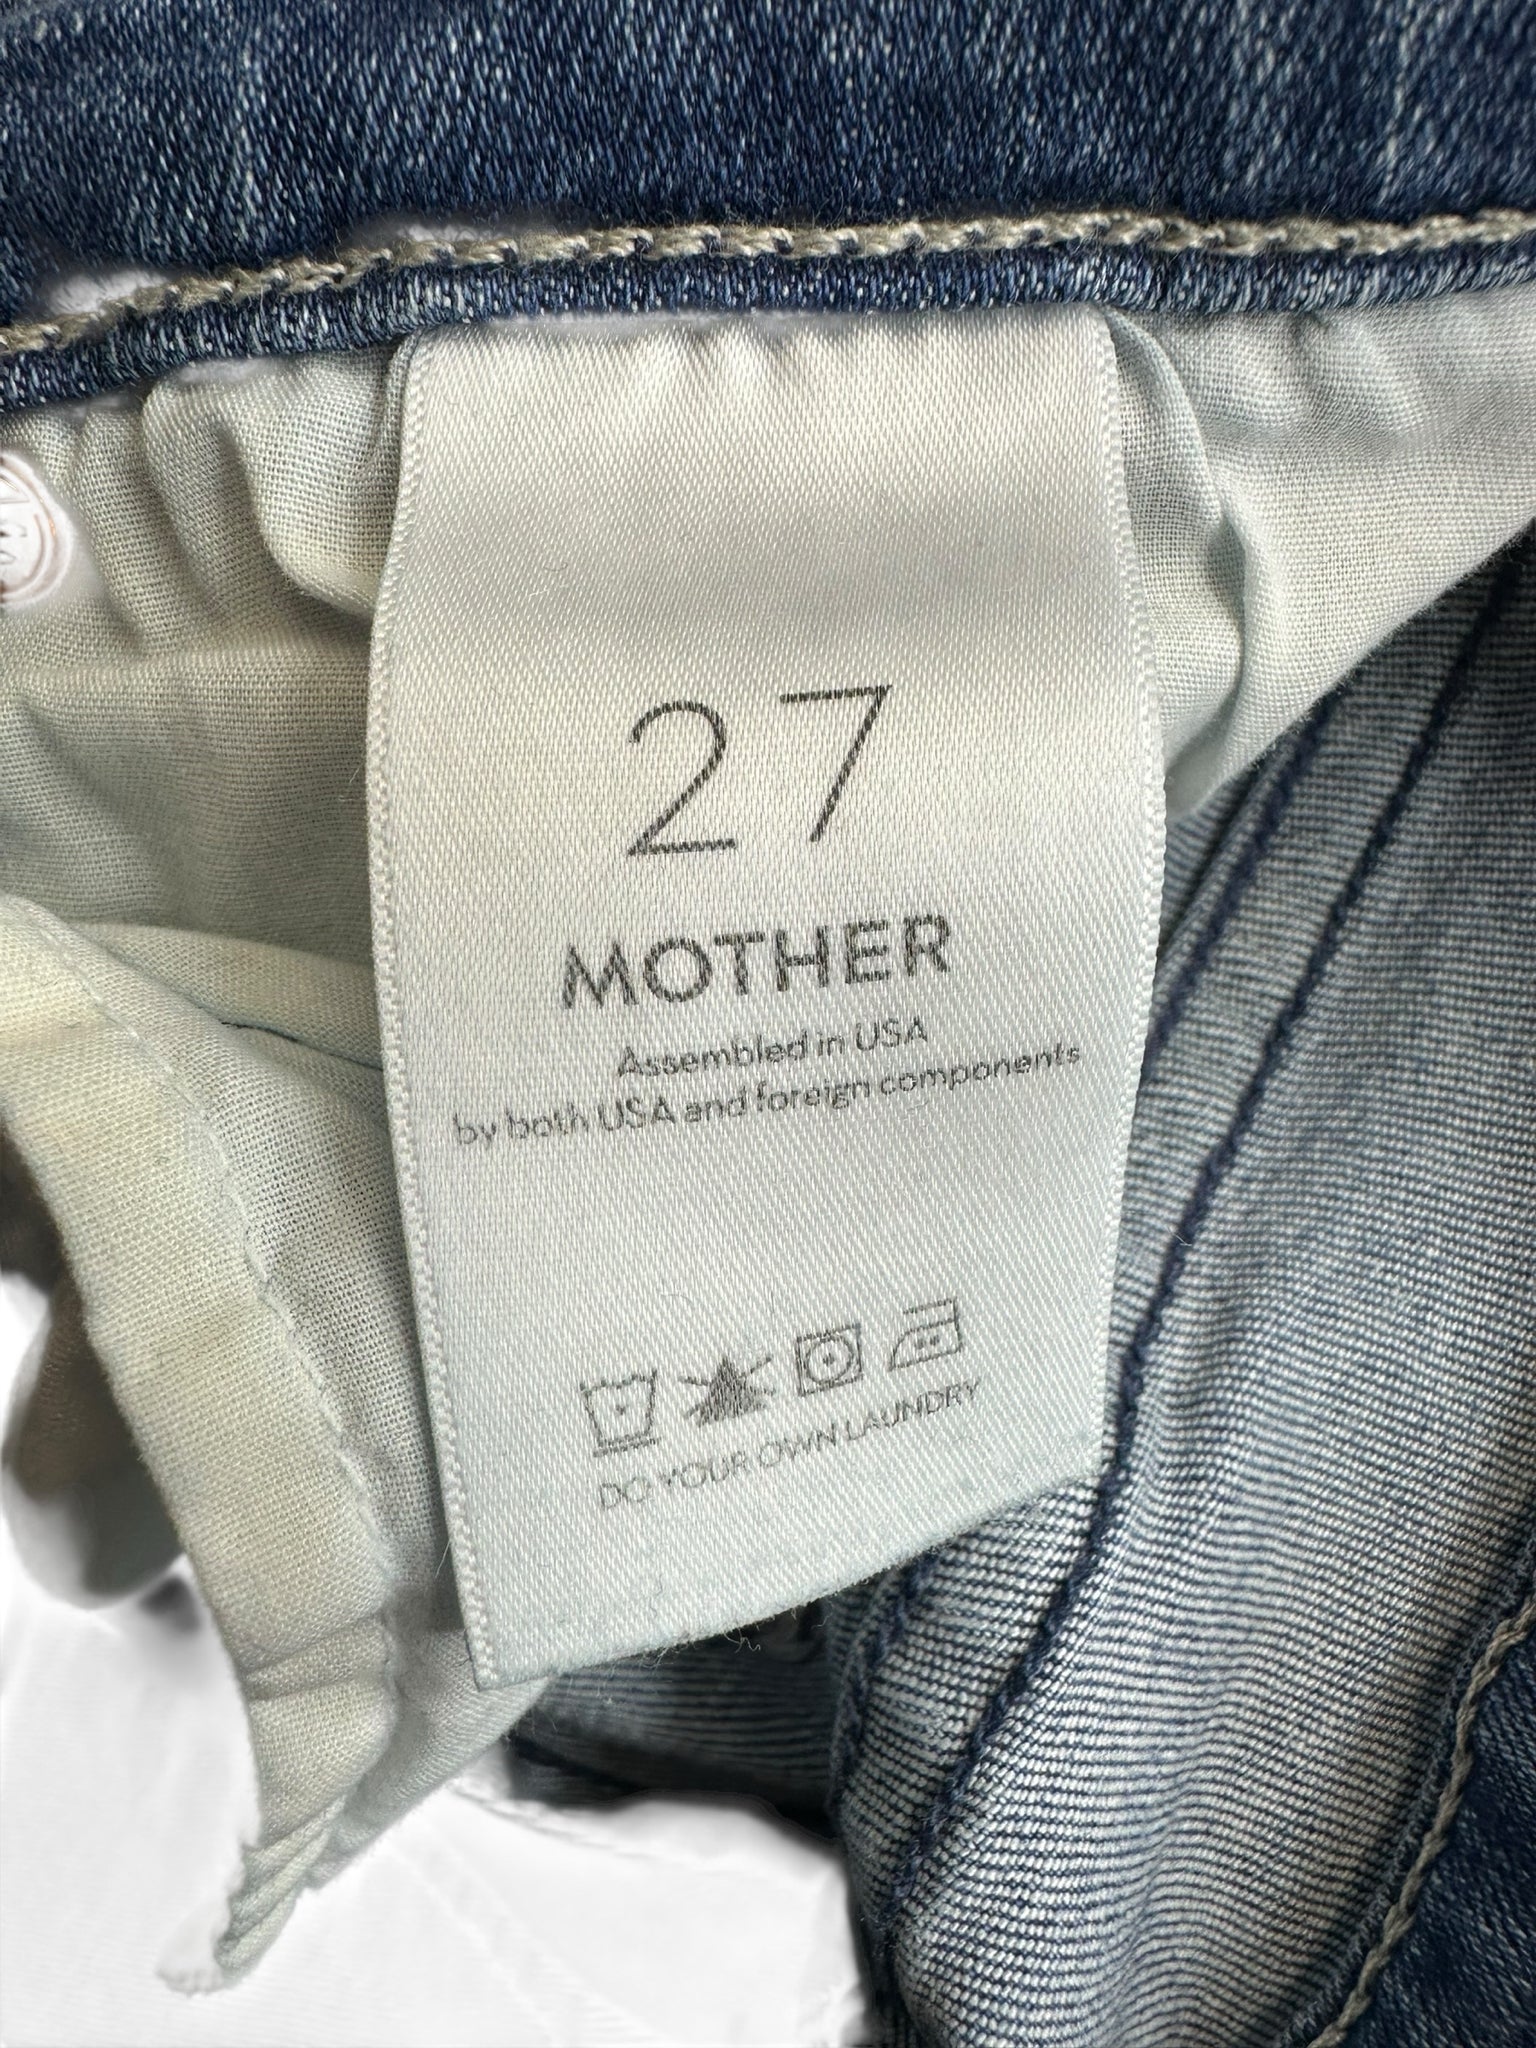 27
MOTHER
Assembled in USA
by both USA and foreign components
DO YOUR OWN LAUNDRY